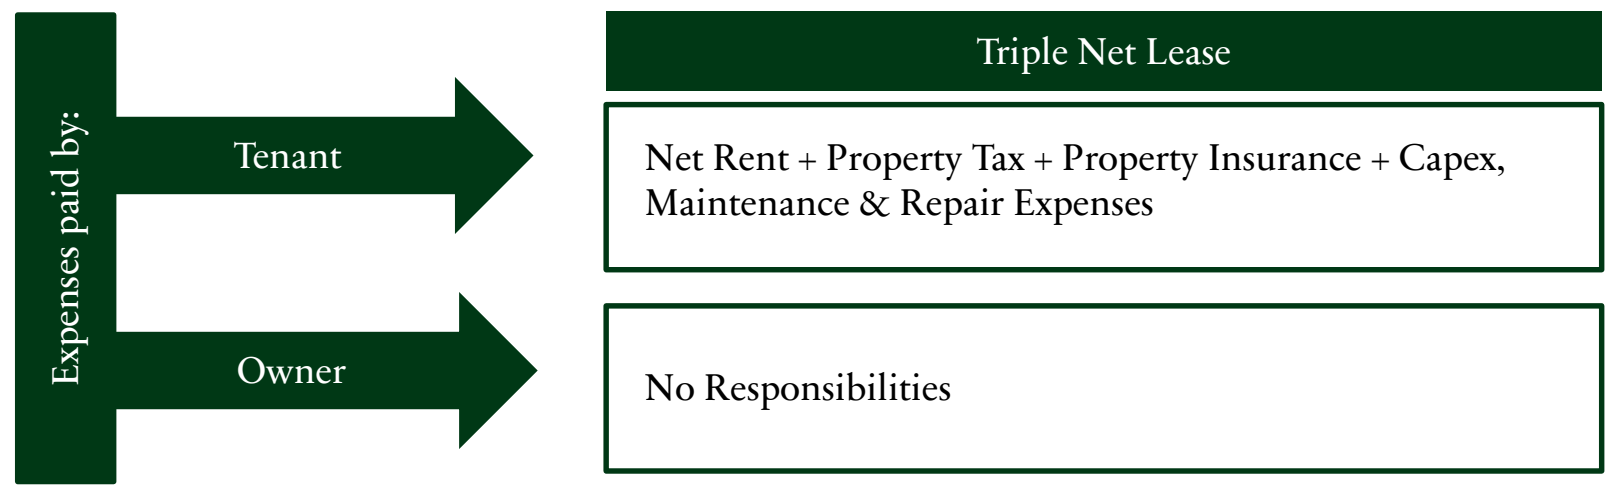 Triple Net Lease
Expenses paid by:
Tenant
Net Rent + Property Tax + Property Insurance + Capex,
Maintenance & Repair Expenses
Owner
No Responsibilities